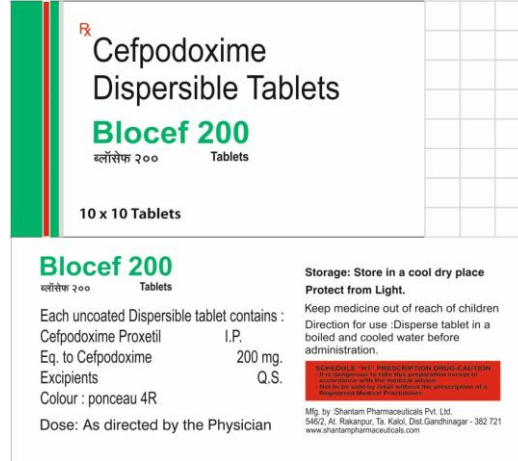 Rx
Cefpodoxime
Dispersible Tablets
Blocef 200
ब्लॉसेफ २०० Tablets
10 x 10 Tablets
Blocef 200
ब्लॉसेफ २०० Tablets
Each uncoated Dispersible tablet contains :
Cefpodoxime Proxetil I.P.
Eq. to Cefpodoxime 200 mg.
Excipients Q.S.
Colour : ponceau 4R
Dose: As directed by the Physician
Storage: Store in a cool dry place
Protect from Light.
Keep medicine out of reach of children
Direction for use :Disperse tablet in a
boiled and cooled water before
administration.
SCHEDULE "H1" PRESCRIPTION DRUG-CAUTION
- It is dangerous to take this preparation except in
accordance with the medical advice
- Not to be sold by retail without the prescription of a
Registered Medical Practitioner.
Mfg. by :Shantam Pharmaceuticals Pvt. Ltd.
546/2, At. Rakanpur, Ta. Kalol, Dist.Gandhinagar - 382 721
www.shantampharmaceuticals.com